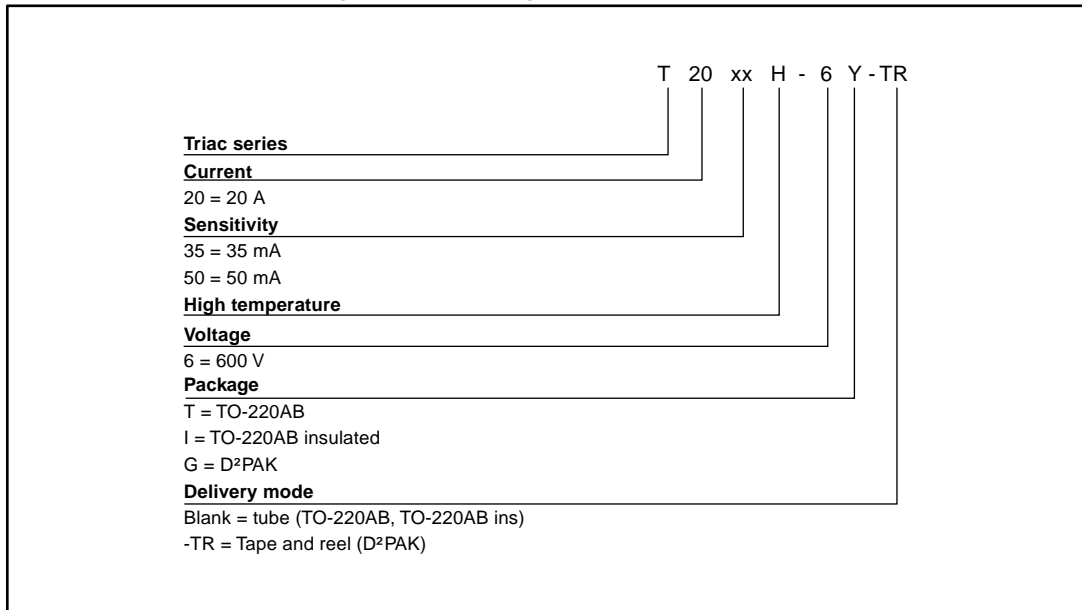 T 20 xx H - 6 Y - TR
Triac series
Current
20 = 20 A
Sensitivity
35 = 35 mA
50 = 50 mA
High temperature
Voltage
6 = 600 V
Package
T = TO-220AB
I = TO-220AB insulated
G = D²PAK
Delivery mode
Blank = tube (TO-220AB, TO-220AB ins)
-TR = Tape and reel (D²PAK)